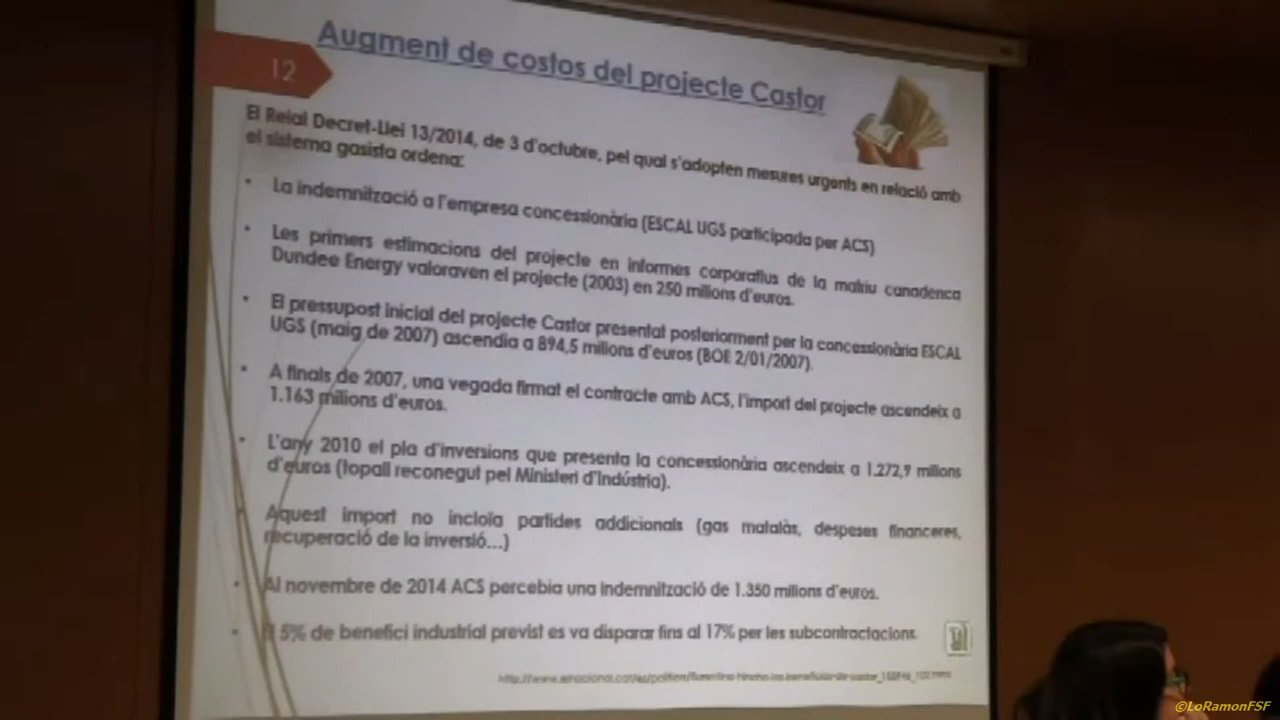 12
Augment de costos del projecte Castor
El Reial Decret-Llei 13/2014, de 3 d'octubre, pel qual s'adopten mesures urgents en relació amb
el sistema gasista ordena:
• La indemnització a l'empresa concessionària (ESCAL UGS participada per ACS)
• Les primers estimacions del projecte en informes corporatius de la matriu canadenca
Dundee Energy valoraven el projecte (2003) en 250 milions d'euros.
• El pressupost inicial del projecte Castor presentat posteriorment per la concessionària ESCAL
UGS (maig de 2007) ascendia a 894,5 milions d'euros (BOE 2/01/2007).
• A finals de 2007, una vegada firmat el contracte amb ACS, l'import del projecte ascendeix a
1.163 milions d'euros.
• L'any 2010 el pla d'inversions que presenta la concessionària ascendeix a 1.272,9 milions
d'euros (topall reconegut pel Ministeri d'Indústria).
• Aquest import no incloïa partides addicionals (gas matalàs, despeses financeres,
recuperació de la inversió...)
• Al novembre de 2014 ACS percebia una indemnització de 1.350 milions d'euros.
• El 5% de benefici industrial previst es va disparar fins al 17% per les subcontractacions.
©LoRamonFSF